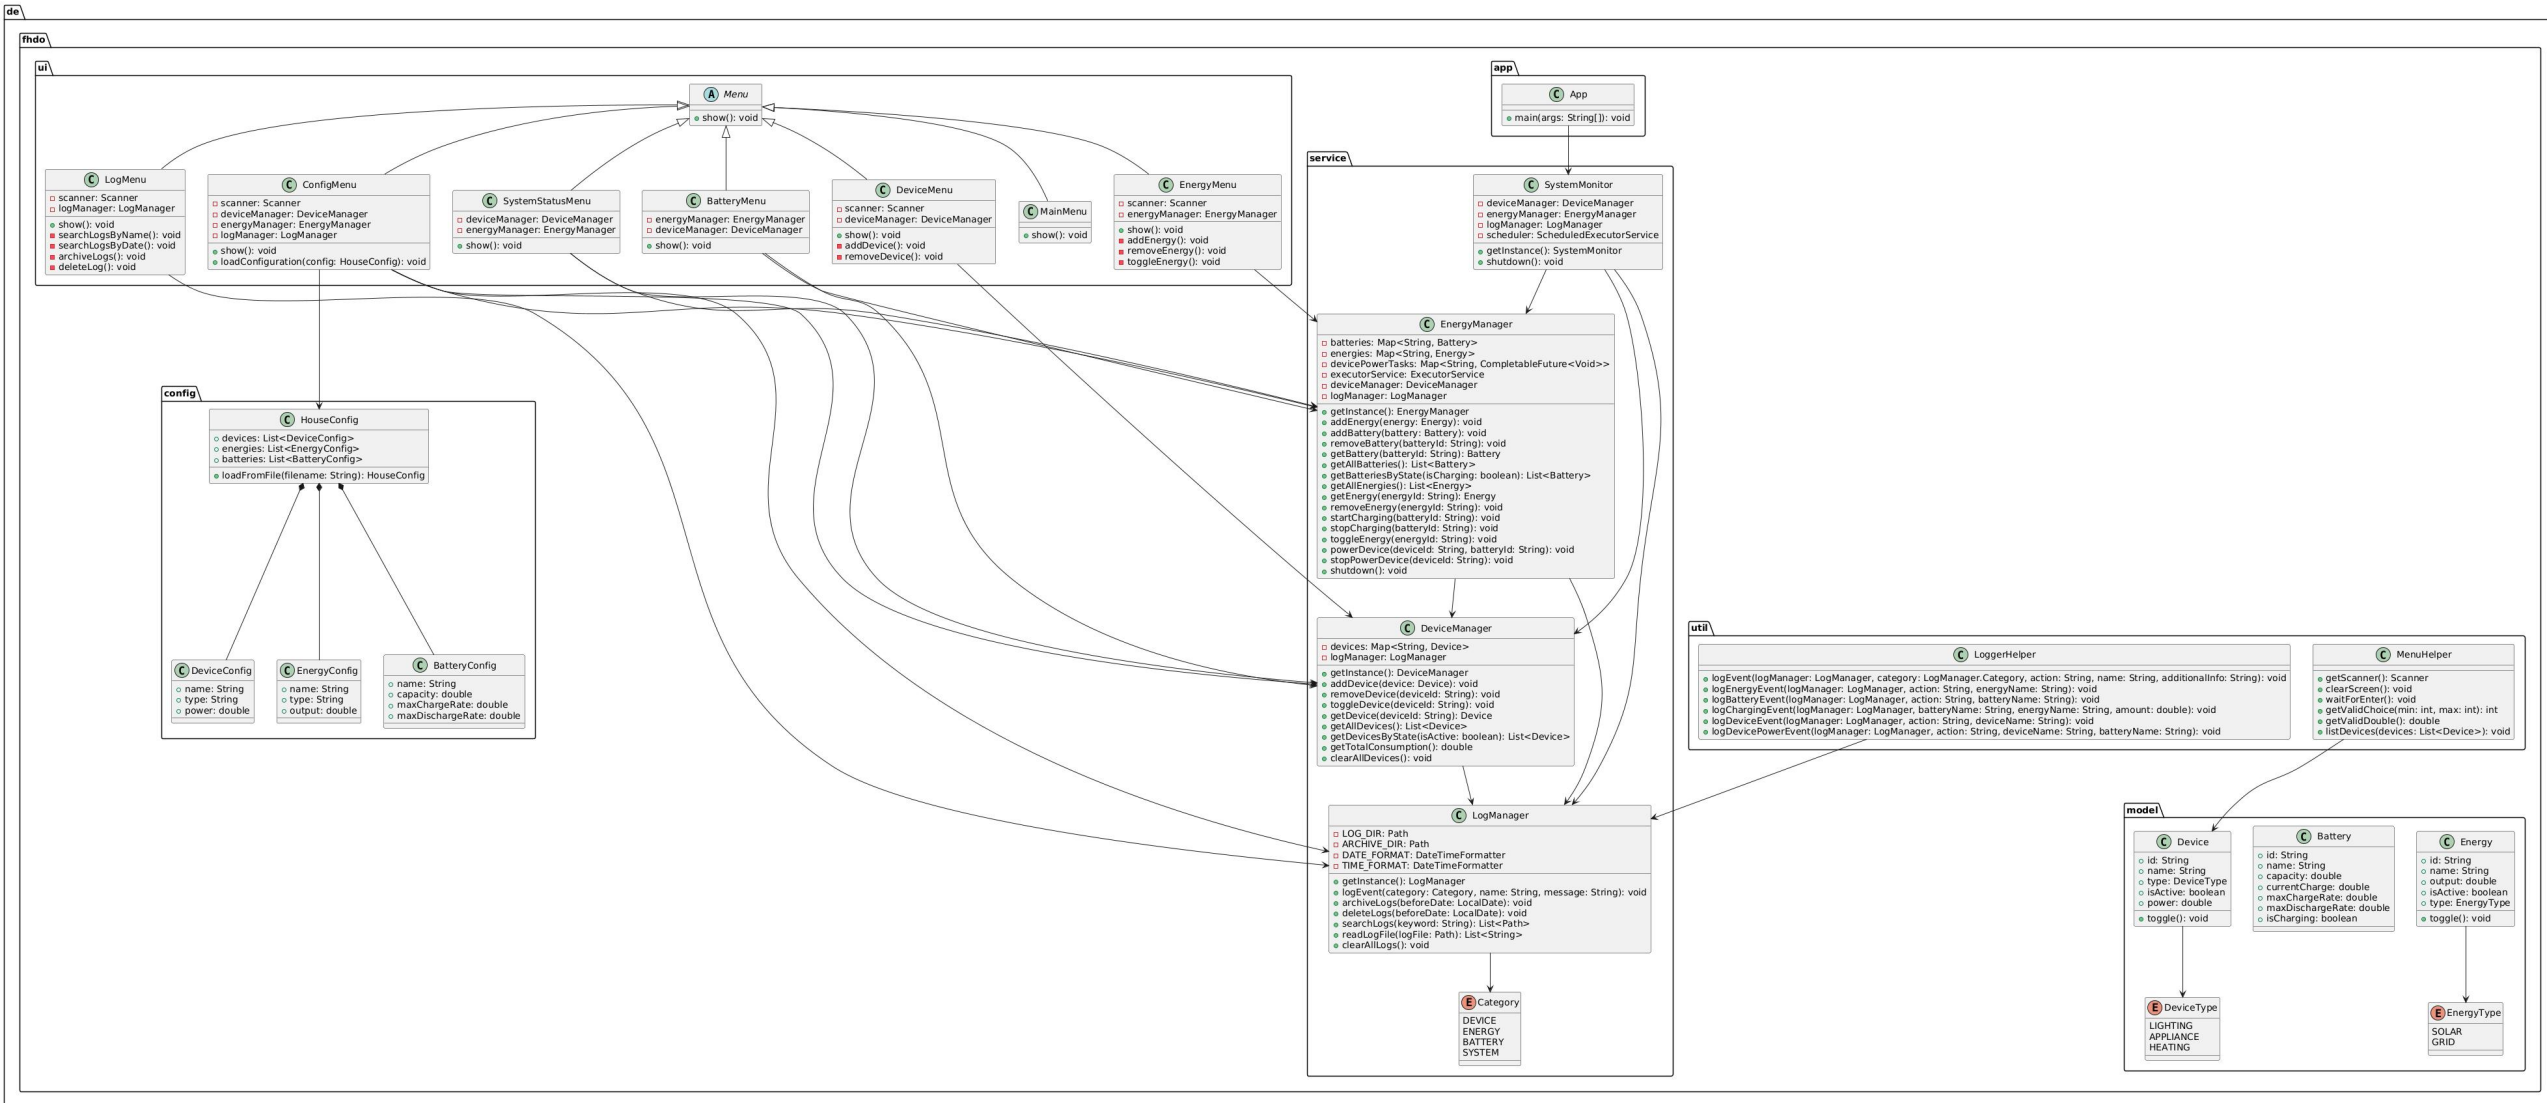 de
fhdo
ui
A Menu
show(): void
C LogMenu
scanner: Scanner
logManager: LogManager
show(): void
searchLogsByName(): void
searchLogsByDate(): void
archiveLogs(): void
deleteLog(): void
C ConfigMenu
scanner: Scanner
deviceManager: DeviceManager
energyManager: EnergyManager
logManager: LogManager
show(): void
loadConfiguration(config: HouseConfig): void
C SystemStatusMenu
deviceManager: DeviceManager
energyManager: EnergyManager
show(): void
C BatteryMenu
energyManager: EnergyManager
deviceManager: DeviceManager
show(): void
C DeviceMenu
scanner: Scanner
deviceManager: DeviceManager
show(): void
addDevice(): void
removeDevice(): void
C MainMenu
show(): void
C EnergyMenu
scanner: Scanner
energyManager: EnergyManager
show(): void
addEnergy(): void
removeEnergy(): void
toggleEnergy(): void
app
C App
main(args: String[]): void
service
C SystemMonitor
deviceManager: DeviceManager
energyManager: EnergyManager
logManager: LogManager
scheduler: ScheduledExecutorService
getInstance(): SystemMonitor
shutdown(): void
C EnergyManager
batteries: Map<String, Battery>
energies: Map<String, Energy>
devicePowerTasks: Map<String, CompletableFuture<Void>>
executorService: ExecutorService
deviceManager: DeviceManager
logManager: LogManager
getInstance(): EnergyManager
addEnergy(energy: Energy): void
addBattery(battery: Battery): void
removeBattery(batteryId: String): void
getBattery(batteryId: String): Battery
getAllBatteries(): List<Battery>
getBatteriesByState(isCharging: boolean): List<Battery>
getAllEnergies(): List<Energy>
getEnergy(energyId: String): Energy
removeEnergy(energyId: String): void
startCharging(batteryId: String): void
stopCharging(batteryId: String): void
toggleEnergy(energyId: String): void
powerDevice(deviceId: String, batteryId: String): void
stopPowerDevice(deviceId: String): void
shutdown(): void
C DeviceManager
devices: Map<String, Device>
logManager: LogManager
getInstance(): DeviceManager
addDevice(device: Device): void
removeDevice(deviceId: String): void
toggleDevice(deviceId: String): void
getDevice(deviceId: String): Device
getAllDevices(): List<Device>
getDevicesByState(isActive: boolean): List<Device>
getTotalConsumption(): double
clearAllDevices(): void
C LogManager
LOG_DIR: Path
ARCHIVE_DIR: Path
DATE_FORMAT: DateTimeFormatter
TIME_FORMAT: DateTimeFormatter
getInstance(): LogManager
logEvent(category: Category, name: String, message: String): void
archiveLogs(beforeDate: LocalDate): void
deleteLogs(beforeDate: LocalDate): void
searchLogs(keyword: String): List<Path>
readLogFile(logFile: Path): List<String>
clearAllLogs(): void
E Category
DEVICE
ENERGY
BATTERY
SYSTEM
config
C HouseConfig
devices: List<DeviceConfig>
energies: List<EnergyConfig>
batteries: List<BatteryConfig>
loadFromFile(filename: String): HouseConfig
C DeviceConfig
name: String
type: String
power: double
C EnergyConfig
name: String
type: String
output: double
C BatteryConfig
name: String
capacity: double
maxChargeRate: double
maxDischargeRate: double
util
C LoggerHelper
logEvent(logManager: LogManager, category: LogManager.Category, action: String, name: String, additionalInfo: String): void
logEnergyEvent(logManager: LogManager, action: String, energyName: String): void
logBatteryEvent(logManager: LogManager, action: String, batteryName: String): void
logChargingEvent(logManager: LogManager, batteryName: String, energyName: String, amount: double): void
logDeviceEvent(logManager: LogManager, action: String, deviceName: String): void
logDevicePowerEvent(logManager: LogManager, action: String, deviceName: String, batteryName: String): void
C MenuHelper
getScanner(): Scanner
clearScreen(): void
waitForEnter(): void
getValidChoice(min: int, max: int): int
getValidDouble(): double
listDevices(devices: List<Device>): void
model
C Device
id: String
name: String
type: DeviceType
isActive: boolean
power: double
toggle(): void
C Battery
id: String
name: String
capacity: double
currentCharge: double
maxChargeRate: double
maxDischargeRate: double
isCharging: boolean
C Energy
id: String
name: String
output: double
isActive: boolean
type: EnergyType
toggle(): void
E DeviceType
LIGHTING
APPLIANCE
HEATING
E EnergyType
SOLAR
GRID